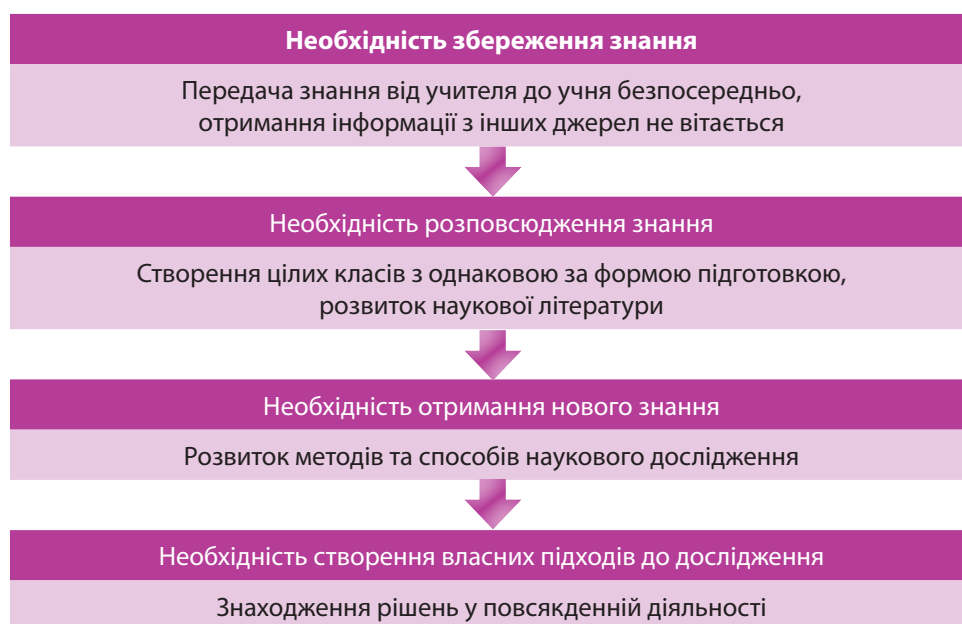 Необхідність збереження знання
Передача знання від учителя до учня безпосередньо,
отримання інформації з інших джерел не вітається
Необхідність розповсюдження знання
Створення цілих класів з однаковою за формою підготовкою,
розвиток наукової літератури
Необхідність отримання нового знання
Розвиток методів та способів наукового дослідження
Необхідність створення власних підходів до дослідження
Знаходження рішень у повсякденній діяльності